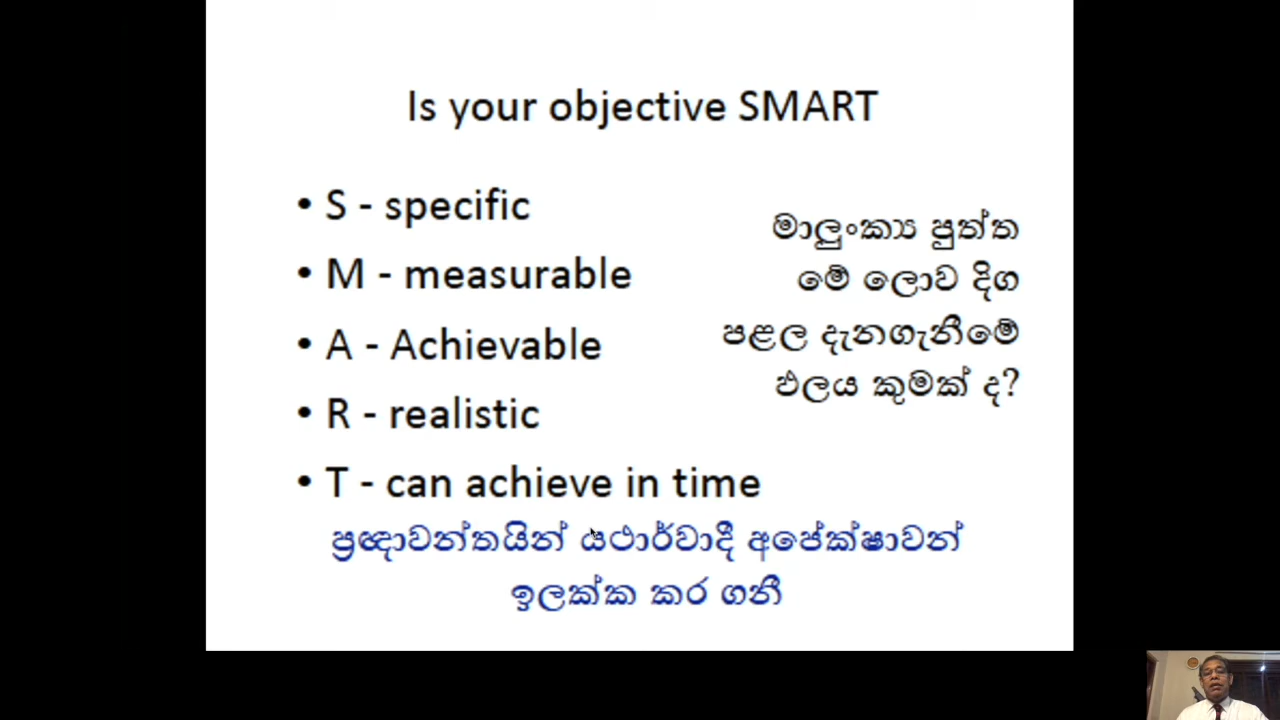 Is your objective SMART
• S - specific
• M - measurable
• A - Achievable
• R - realistic
• T - can achieve in time
මාලුංක්‍ය පුත්ත
මේ ලොව දිග
පළල දැනගැනීමේ
ඵලය කුමක් ද?
ප්‍රඥාවන්තයින් යථාර්වාදී අපේක්ෂාවන්
ඉලක්ක කර ගනී